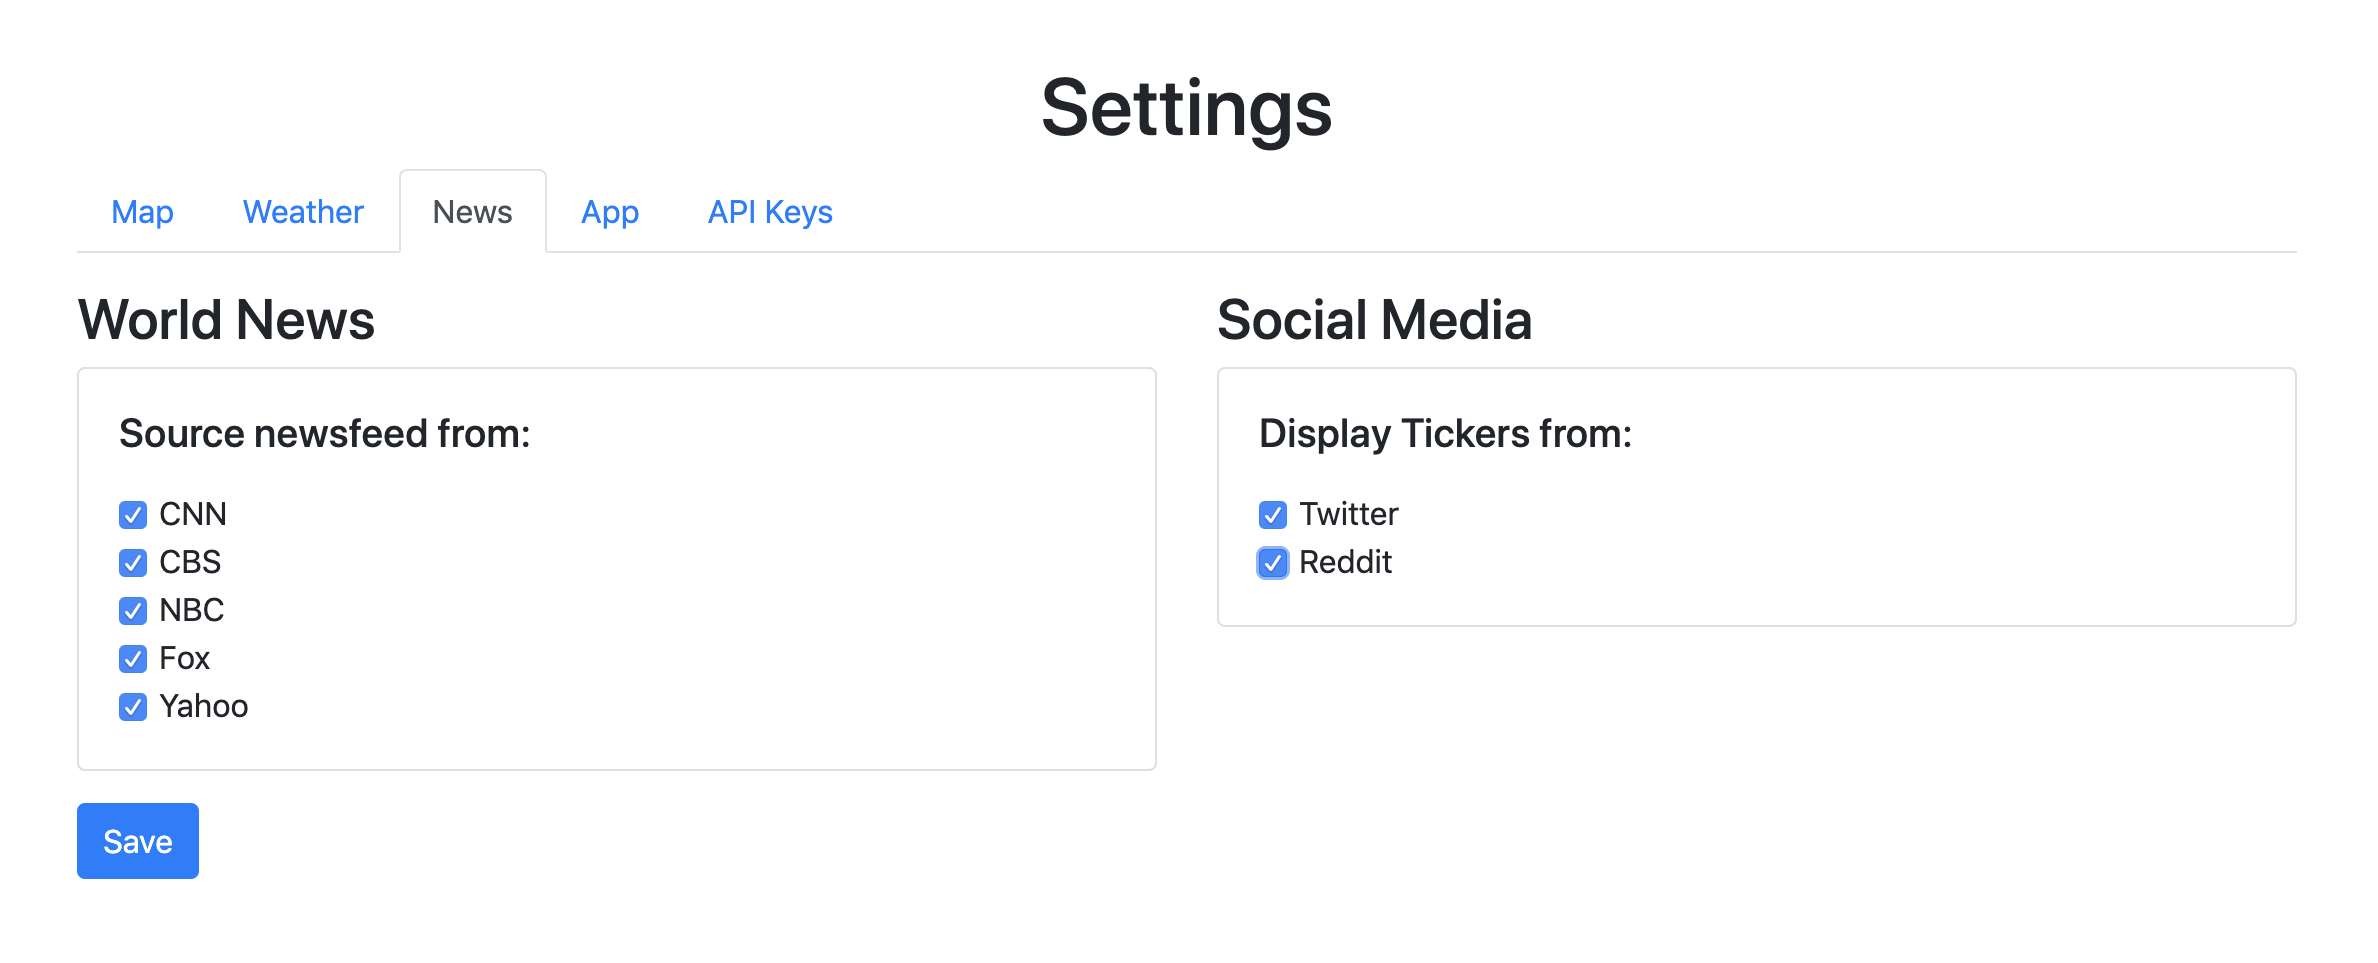 Settings
Map Weather News App API Keys
World News
Source newsfeed from:
CNN
CBS
NBC
Fox
Yahoo
Social Media
Display Tickers from:
Twitter
Reddit
Save